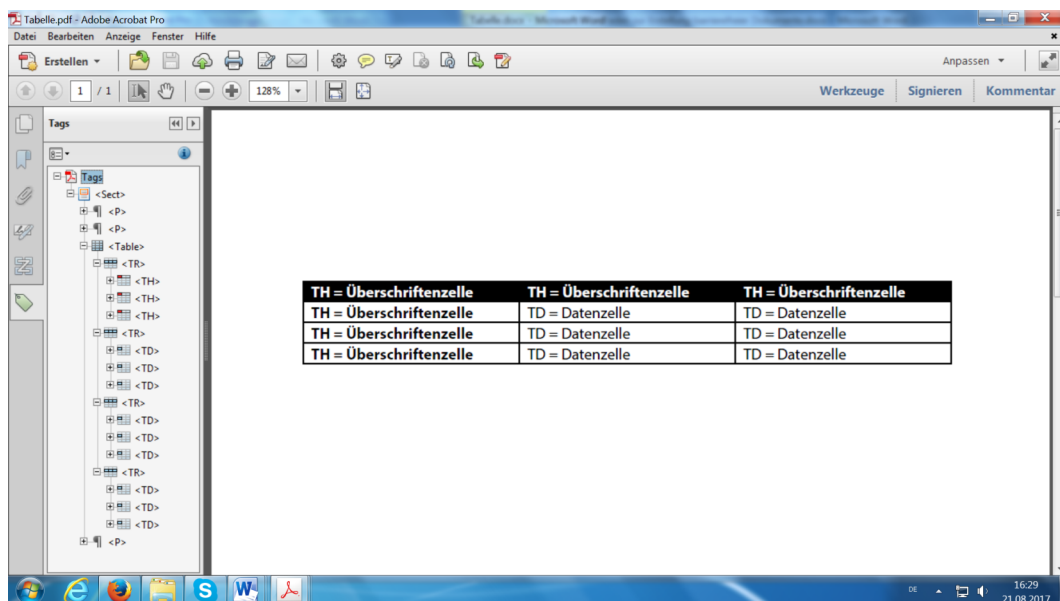 Tabelle.pdf - Adobe Acrobat Pro
Datei Bearbeiten Anzeige Fenster Hilfe
Erstellen
Anpassen
1 / 1 128%
Werkzeuge Signieren Kommentar
Tags
Tags
<Sect>
<P>
<P>
<Table>
<TR>
<TH>
<TH>
<TH>
<TR>
<TD>
<TD>
<TD>
<TR>
<TD>
<TD>
<TD>
<TR>
<TD>
<TD>
<TD>
<P>
TH = Überschriftenzelle TH = Überschriftenzelle TH = Überschriftenzelle
TH = Überschriftenzelle TD = Datenzelle TD = Datenzelle
TH = Überschriftenzelle TD = Datenzelle TD = Datenzelle
TH = Überschriftenzelle TD = Datenzelle TD = Datenzelle
DE
16:29
21.08.2017